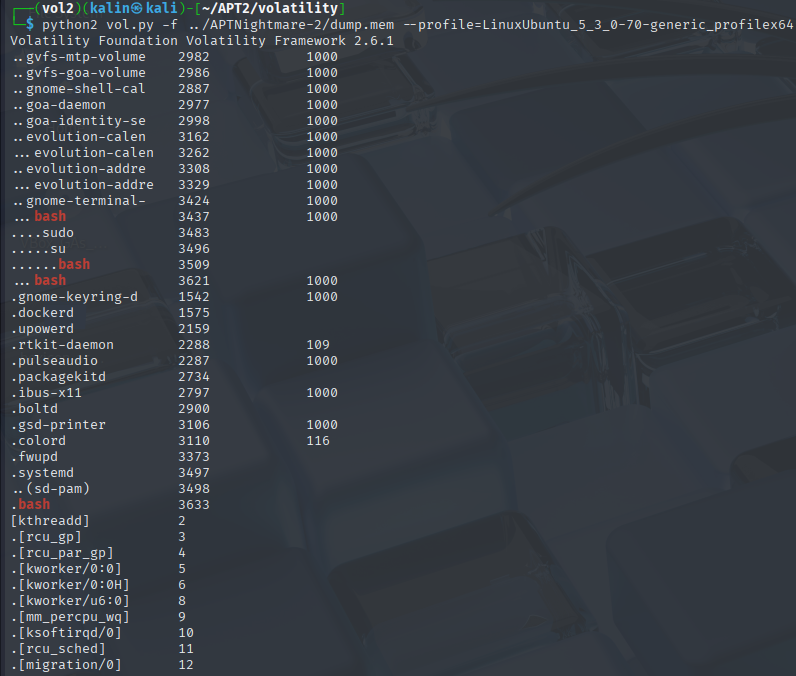 ┌──(vol2)(kalin㉿kali)-[~/APT2/volatility]
└─$ python2 vol.py -f ../APTNightmare-2/dump.mem --profile=LinuxUbuntu_5_3_0-70-generic_profilex64
Volatility Foundation Volatility Framework 2.6.1
..gvfs-mtp-volume 2982 1000
..gvfs-goa-volume 2986 1000
..gnome-shell-cal 2887 1000
..goa-daemon 2977 1000
..goa-identity-se 2998 1000
..evolution-calen 3162 1000
...evolution-calen 3262 1000
..evolution-addre 3308 1000
...evolution-addre 3329 1000
..gnome-terminal- 3424 1000
...bash 3437 1000
....sudo 3483
.....su 3496
......bash 3509
...bash 3621 1000
.gnome-keyring-d 1542 1000
.dockerd 1575
.upowerd 2159
.rtkit-daemon 2288 109
.pulseaudio 2287 1000
.packagekitd 2734
.ibus-x11 2797 1000
.boltd 2900
.gsd-printer 3106 1000
.colord 3110 116
.fwupd 3373
.systemd 3497
..(sd-pam) 3498
.bash 3633
[kthreadd] 2
.[rcu_gp] 3
.[rcu_par_gp] 4
.[kworker/0:0] 5
.[kworker/0:0H] 6
.[kworker/u6:0] 8
.[mm_percpu_wq] 9
.[ksoftirqd/0] 10
.[rcu_sched] 11
.[migration/0] 12